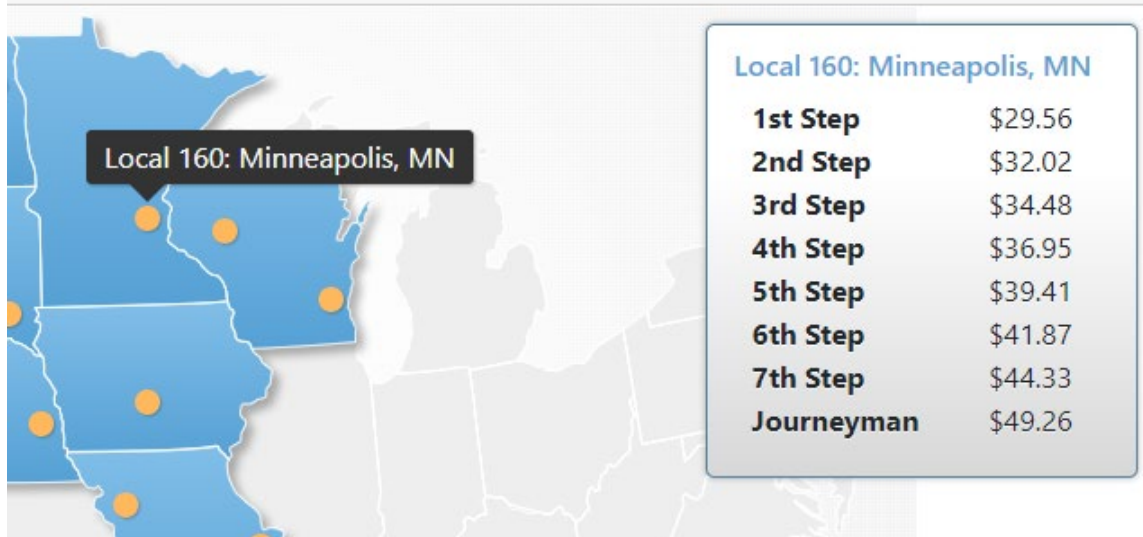 Local 160: Minneapolis, MN
Local 160: Minneapolis, MN
1st Step $29.56
2nd Step $32.02
3rd Step $34.48
4th Step $36.95
5th Step $39.41
6th Step $41.87
7th Step $44.33
Journeyman $49.26